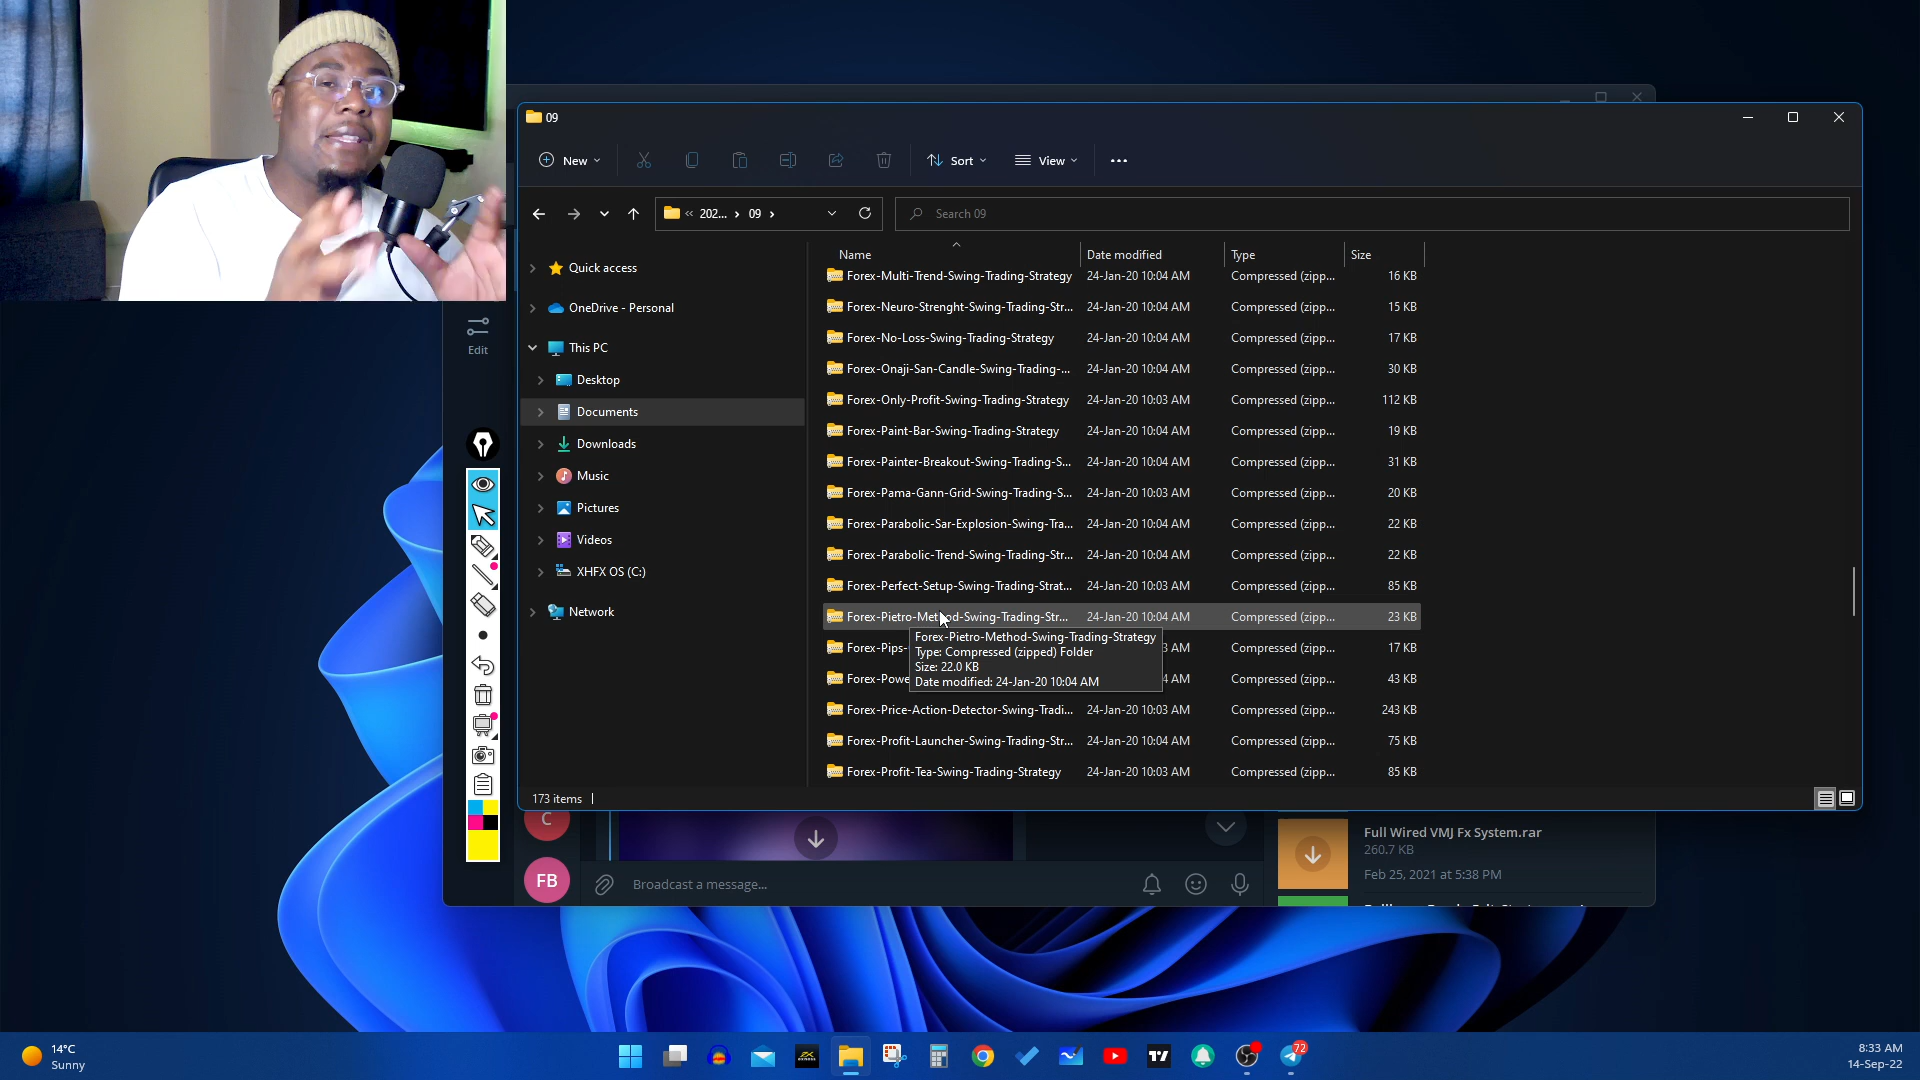 09
New
Sort
View
202...
09
Search 09
Edit
Quick access
OneDrive - Personal
This PC
Desktop
Documents
Downloads
Music
Pictures
Videos
XHFX OS (C:)
Network
Name Date modified Type Size
Forex-Multi-Trend-Swing-Trading-Strategy 24-Jan-20 10:04 AM Compressed (zipp... 16 KB
Forex-Neuro-Strenght-Swing-Trading-Str... 24-Jan-20 10:04 AM Compressed (zipp... 15 KB
Forex-No-Loss-Swing-Trading-Strategy 24-Jan-20 10:04 AM Compressed (zipp... 17 KB
Forex-Onaji-San-Candle-Swing-Trading-... 24-Jan-20 10:04 AM Compressed (zipp... 30 KB
Forex-Only-Profit-Swing-Trading-Strategy 24-Jan-20 10:03 AM Compressed (zipp... 112 KB
Forex-Paint-Bar-Swing-Trading-Strategy 24-Jan-20 10:04 AM Compressed (zipp... 19 KB
Forex-Painter-Breakout-Swing-Trading-S... 24-Jan-20 10:04 AM Compressed (zipp... 31 KB
Forex-Pama-Gann-Grid-Swing-Trading-S... 24-Jan-20 10:03 AM Compressed (zipp... 20 KB
Forex-Parabolic-Sar-Explosion-Swing-Tra... 24-Jan-20 10:04 AM Compressed (zipp... 22 KB
Forex-Parabolic-Trend-Swing-Trading-Str... 24-Jan-20 10:04 AM Compressed (zipp... 22 KB
Forex-Perfect-Setup-Swing-Trading-Strat... 24-Jan-20 10:03 AM Compressed (zipp... 85 KB
Forex-Pietro-Method-Swing-Trading-Str... 24-Jan-20 10:04 AM Compressed (zipp... 23 KB
Forex-Pips- 3 AM Compressed (zipp... 17 KB
Forex-Powe 4 AM Compressed (zipp... 43 KB
Forex-Price-Action-Detector-Swing-Tradi... 24-Jan-20 10:03 AM Compressed (zipp... 243 KB
Forex-Profit-Launcher-Swing-Trading-Str... 24-Jan-20 10:04 AM Compressed (zipp... 75 KB
Forex-Profit-Tea-Swing-Trading-Strategy 24-Jan-20 10:03 AM Compressed (zipp... 85 KB
Forex-Pietro-Method-Swing-Trading-Strategy
Type: Compressed (zipped) Folder
Size: 22.0 KB
Date modified: 24-Jan-20 10:04 AM
173 items
C
FB
Broadcast a message...
Full Wired VMJ Fx System.rar
260.7 KB
Feb 25, 2021 at 5:38 PM
14°C
Sunny
72
8:33 AM
14-Sep-22